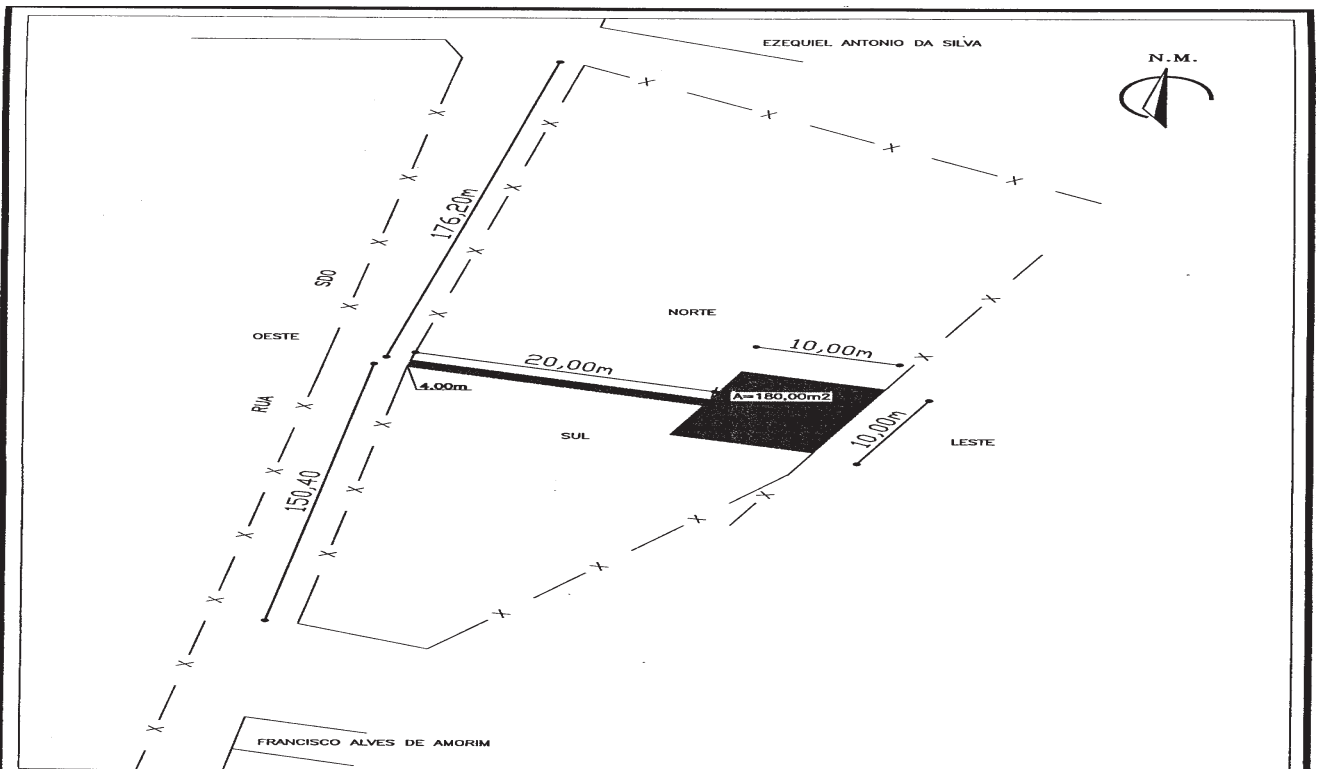 EZEQUIEL ANTONIO DA SILVA
N.M.
176,20m
SDO
OESTE
NORTE
10,00m
20,00m
4.00m
A=180,00m2
RUA
SUL
10,00m
LESTE
150,40
FRANCISCO ALVES DE AMORIM